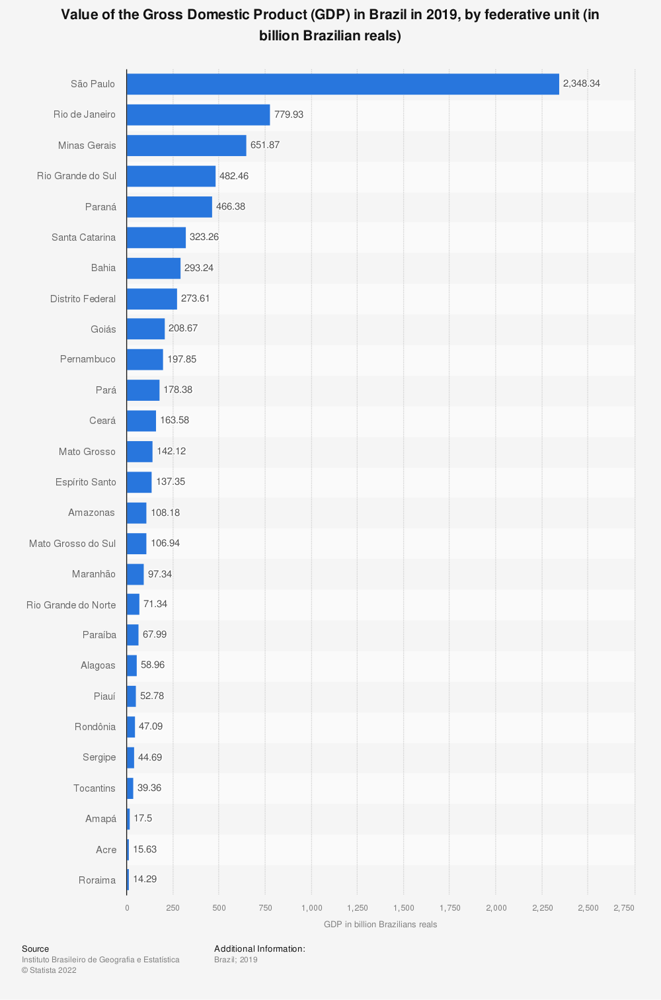 Value of the Gross Domestic Product (GDP) in Brazil in 2019, by federative unit (in
billion Brazilian reals)
São Paulo 2,348.34
Rio de Janeiro 779.93
Minas Gerais 651.87
Rio Grande do Sul 482.46
Paraná 466.38
Santa Catarina 323.26
Bahia 293.24
Distrito Federal 273.61
Goiás 208.67
Pernambuco 197.85
Pará 178.38
Ceará 163.58
Mato Grosso 142.12
Espírito Santo 137.35
Amazonas 108.18
Mato Grosso do Sul 106.94
Maranhão 97.34
Rio Grande do Norte 71.34
Paraíba 67.99
Alagoas 58.96
Piauí 52.78
Rondônia 47.09
Sergipe 44.69
Tocantins 39.36
Amapá 17.5
Acre 15.63
Roraima 14.29
0 250 500 750 1,000 1,250 1,500 1,750 2,000 2,250 2,500 2,750
GDP in billion Brazilians reals
Source
Instituto Brasileiro de Geografia e Estatística
© Statista 2022
Additional Information:
Brazil; 2019